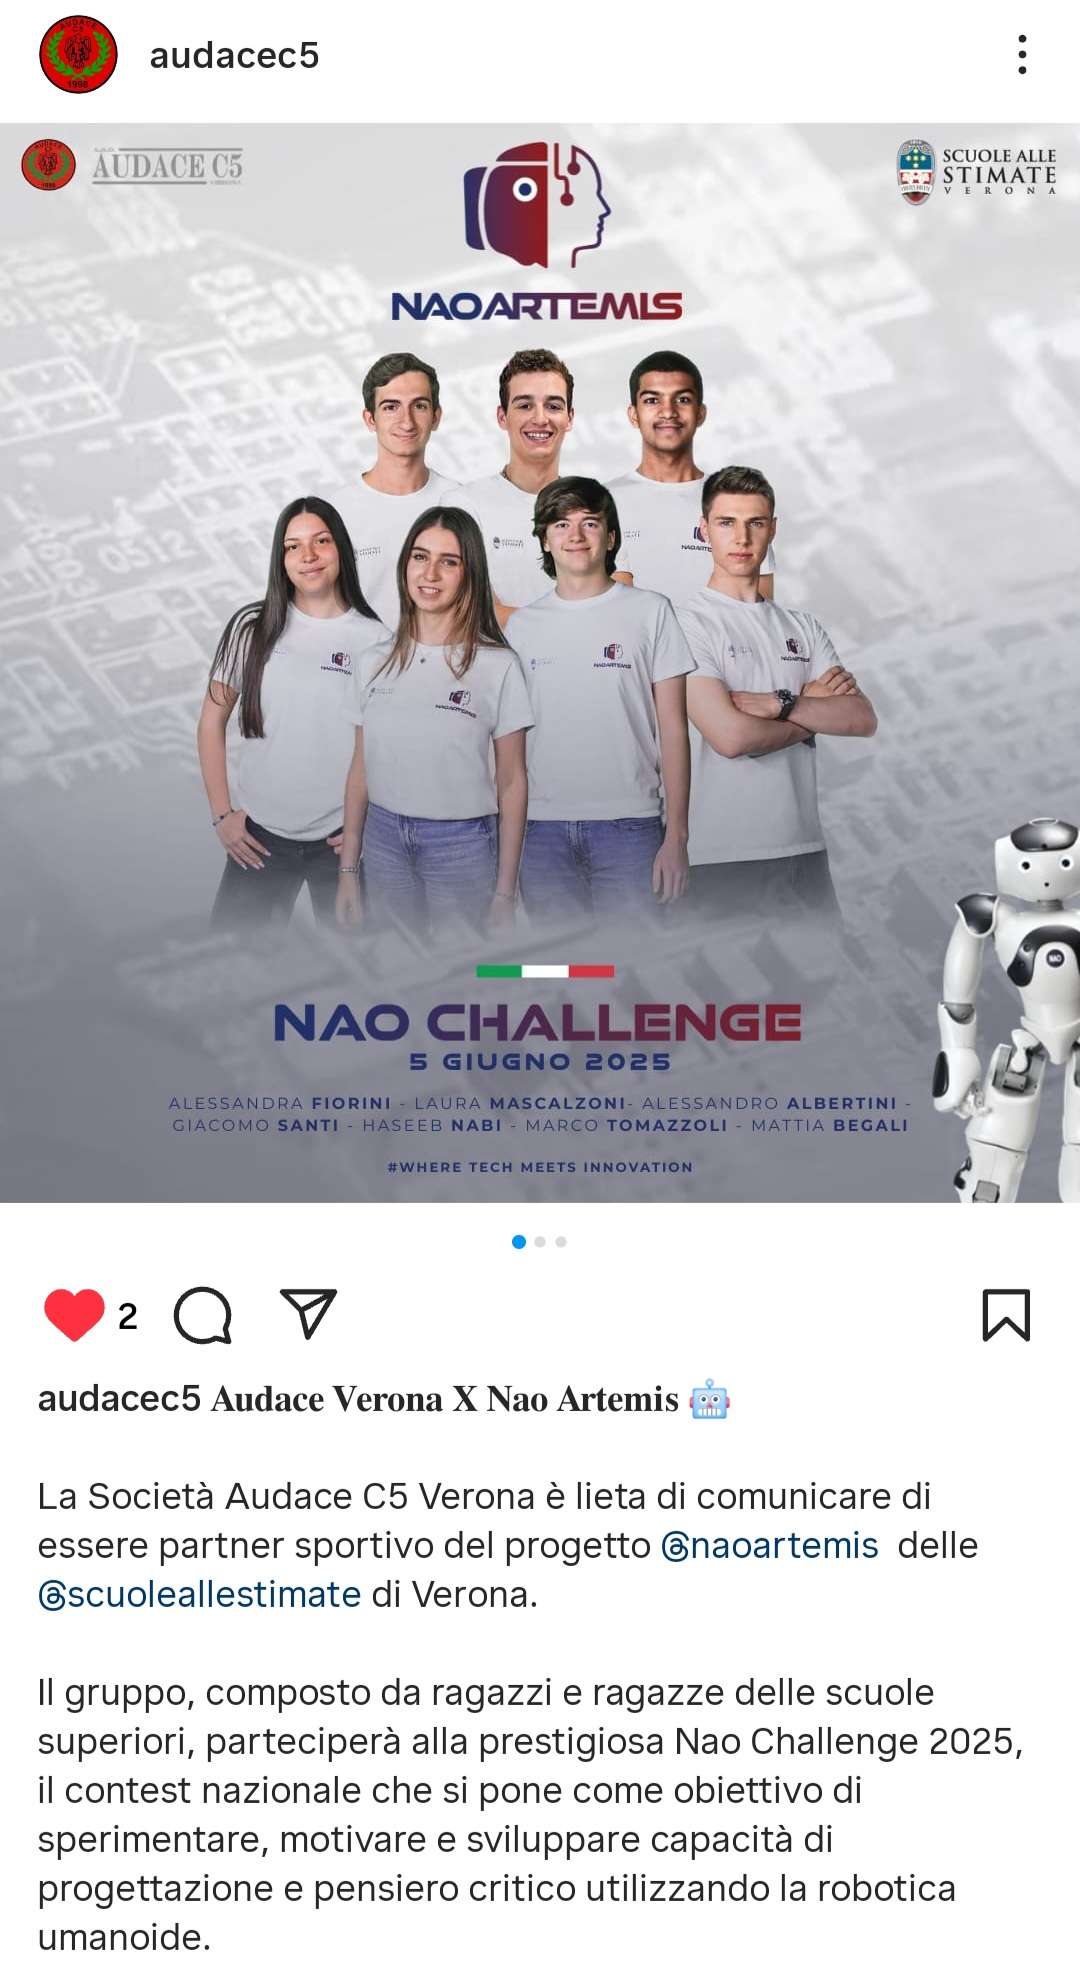 audacec5
AUDACE C5
SCUOLE ALLE
STIMATE
VERONA
NAOARTEMIS
NAO CHALLENGE
5 GIUGNO 2025
ALESSANDRA FIORINI - LAURA MASCALZONI- ALESSANDRO ALBERTINI -
GIACOMO SANTI - HASEEB NABI - MARCO TOMAZZOLI - MATTIA BEGALI
#WHERE TECH MEETS INNOVATION
2
audacec5 Audace Verona X Nao Artemis 🤖
La Società Audace C5 Verona è lieta di comunicare di
essere partner sportivo del progetto @naoartemis delle
@scuoleallestimate di Verona.
Il gruppo, composto da ragazzi e ragazze delle scuole
superiori, parteciperà alla prestigiosa Nao Challenge 2025,
il contest nazionale che si pone come obiettivo di
sperimentare, motivare e sviluppare capacità di
progettazione e pensiero critico utilizzando la robotica
umanoide.